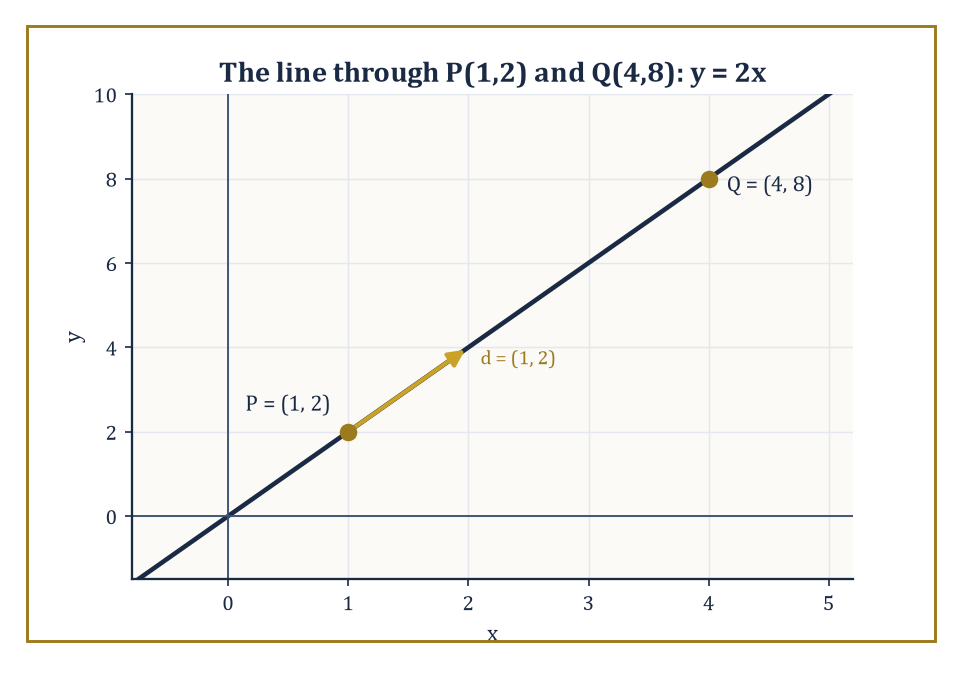 The line through P(1,2) and Q(4,8): y = 2x
10
8
6
4
2
0
y
Q = (4, 8)
d = (1, 2)
P = (1, 2)
0 1 2 3 4 5
x